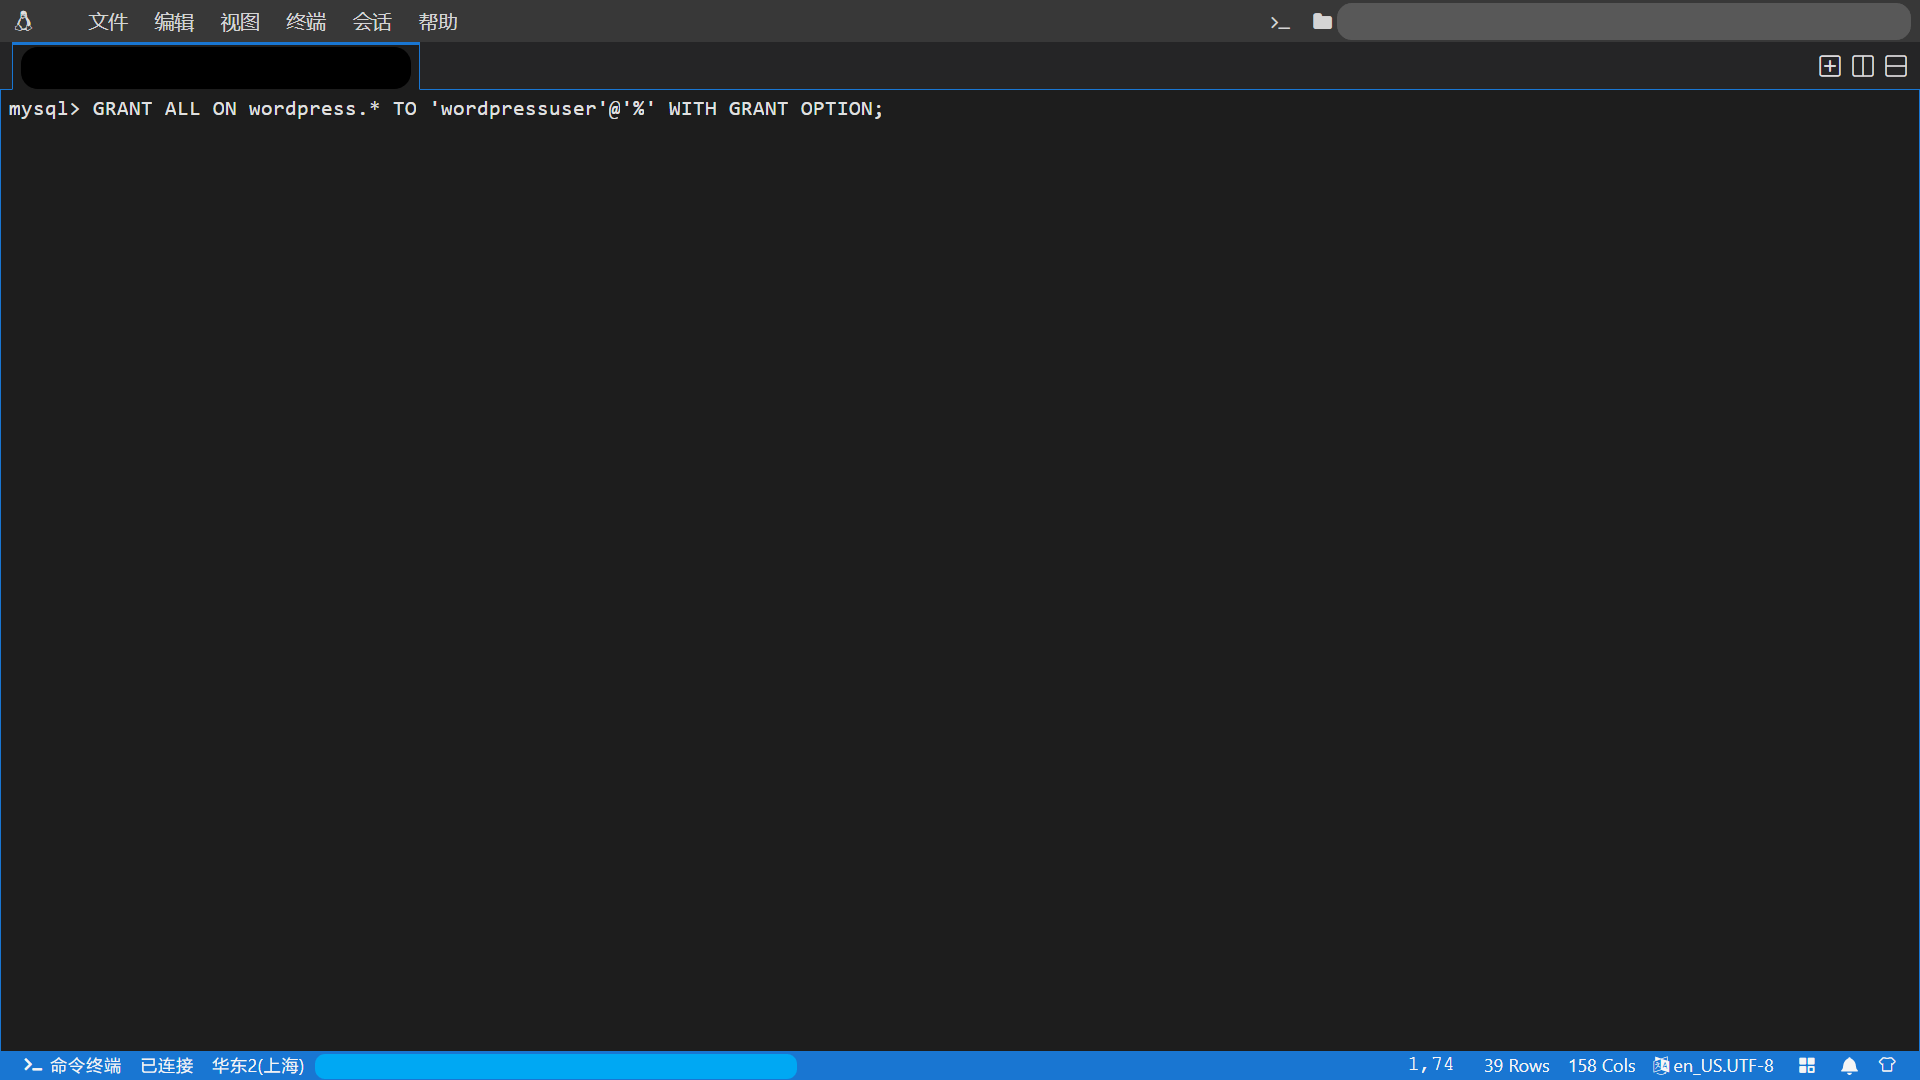 文件 编辑 视图 终端 会话 帮助
mysql> GRANT ALL ON wordpress.* TO 'wordpressuser'@'%' WITH GRANT OPTION;
命令终端 已连接 华东2(上海) 1,74 39 Rows 158 Cols en_US.UTF-8